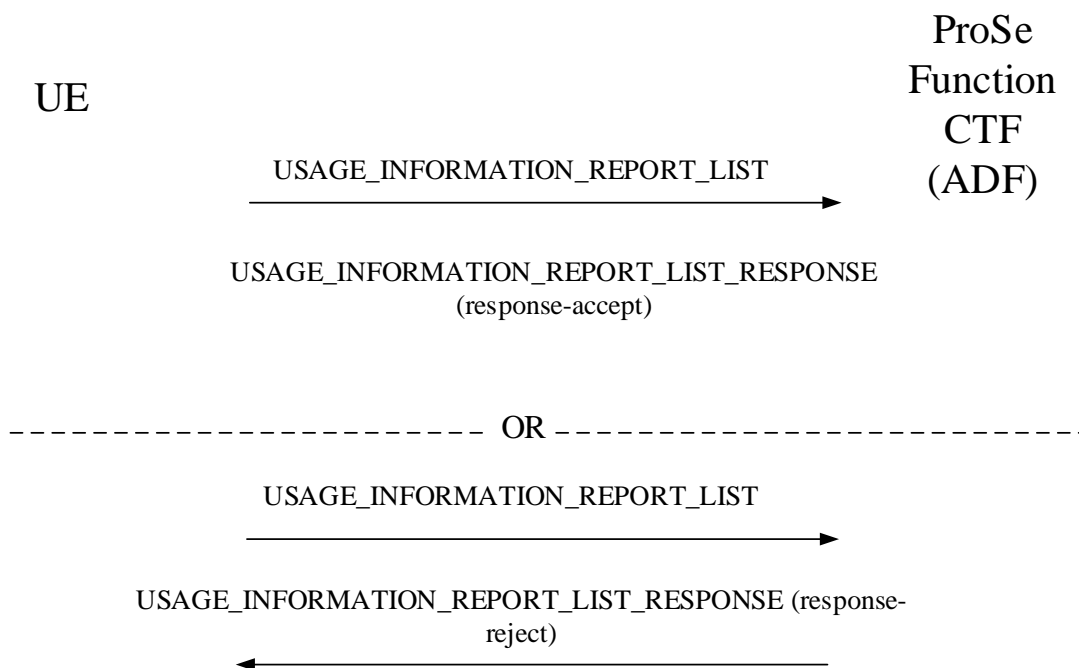 UE
ProSe
Function
CTF
(ADF)
USAGE_INFORMATION_REPORT_LIST
USAGE_INFORMATION_REPORT_LIST_RESPONSE
(response-accept)
OR
USAGE_INFORMATION_REPORT_LIST
USAGE_INFORMATION_REPORT_LIST_RESPONSE (response-
reject)